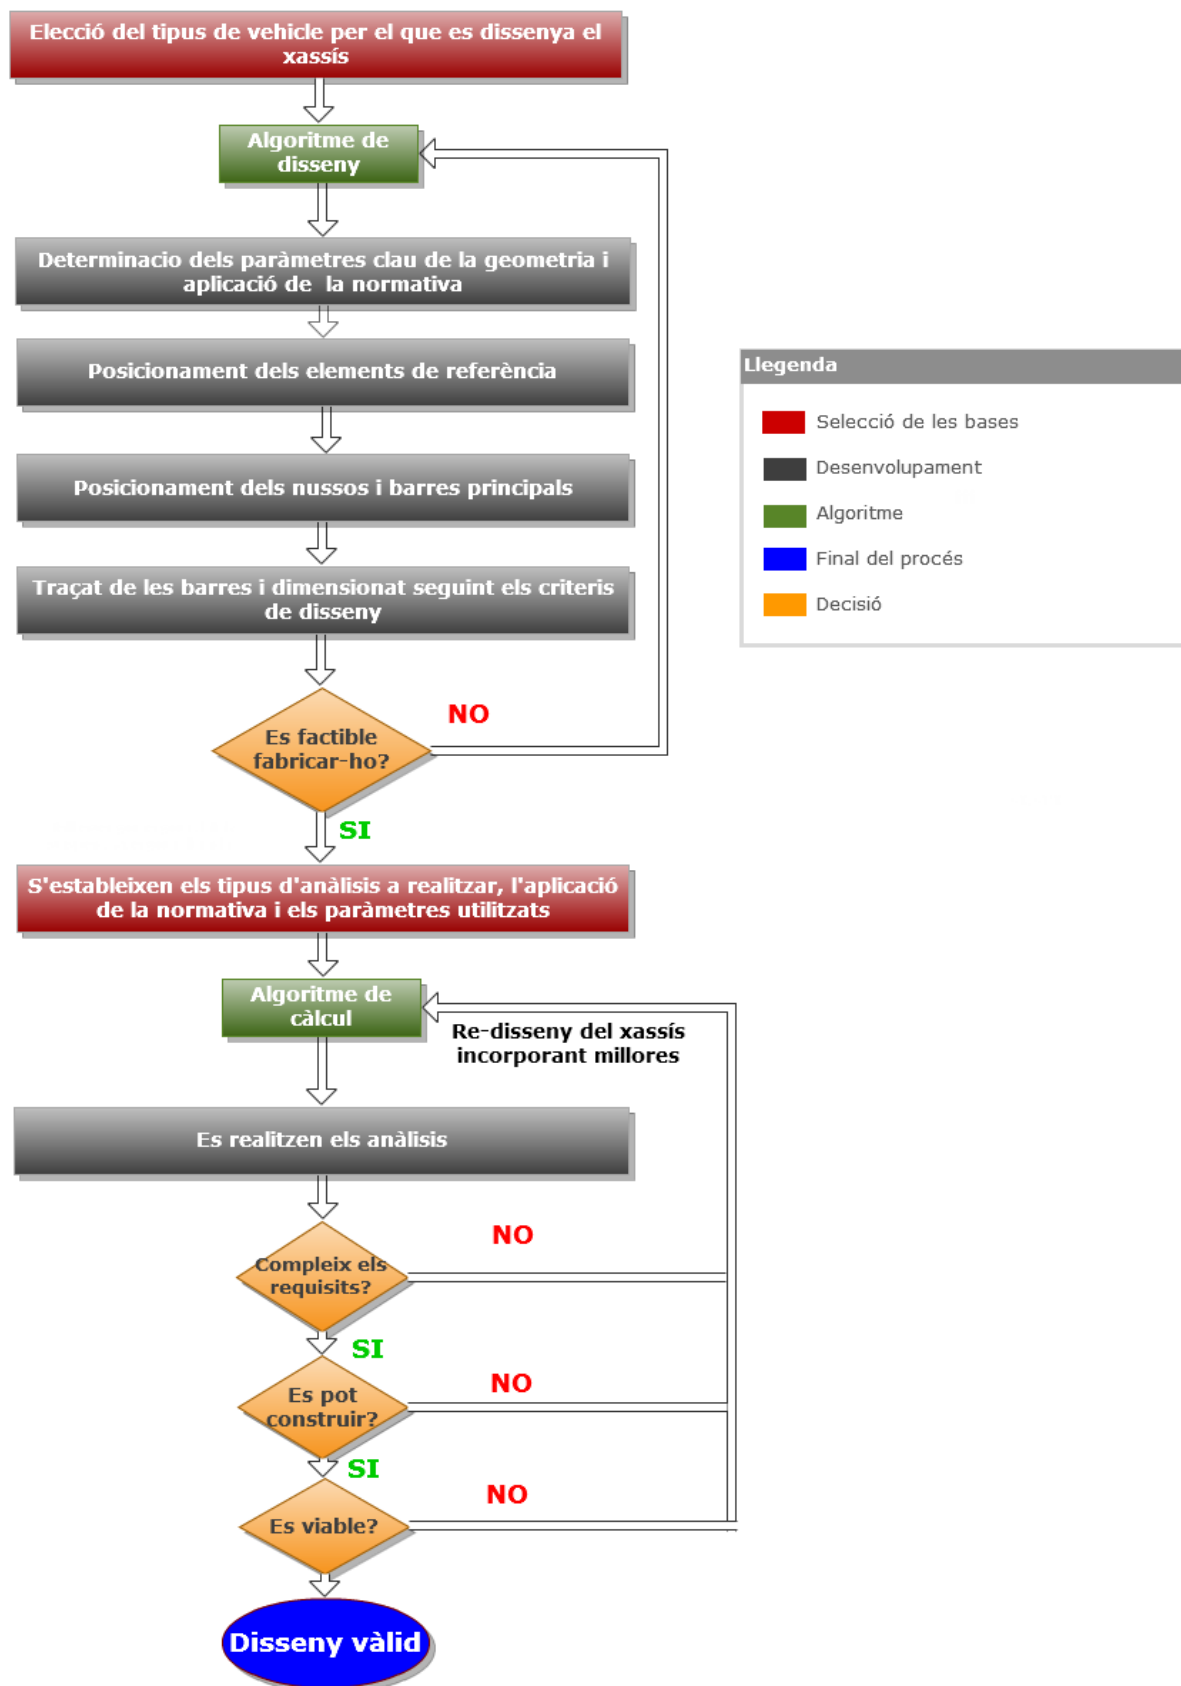 Elecció del tipus de vehicle per el que es dissenya el
xassís
Algoritme de
disseny
Determinacio dels paràmetres clau de la geometria i
aplicació de la normativa
Posicionament dels elements de referència
Posicionament dels nussos i barres principals
Traçat de les barres i dimensionat seguint els criteris
de disseny
Es factible
fabricar-ho?
NO
SI
S'estableixen els tipus d'anàlisis a realitzar, l'aplicació
de la normativa i els paràmetres utilitzats
Algoritme de
càlcul
Re-disseny del xassís
incorporant millores
Es realitzen els anàlisis
Compleix els
requisits?
NO
SI
Es pot
construir?
NO
SI
Es viable?
NO
Disseny vàlid
Llegenda
Selecció de les bases
Desenvolupament
Algoritme
Final del procés
Decisió